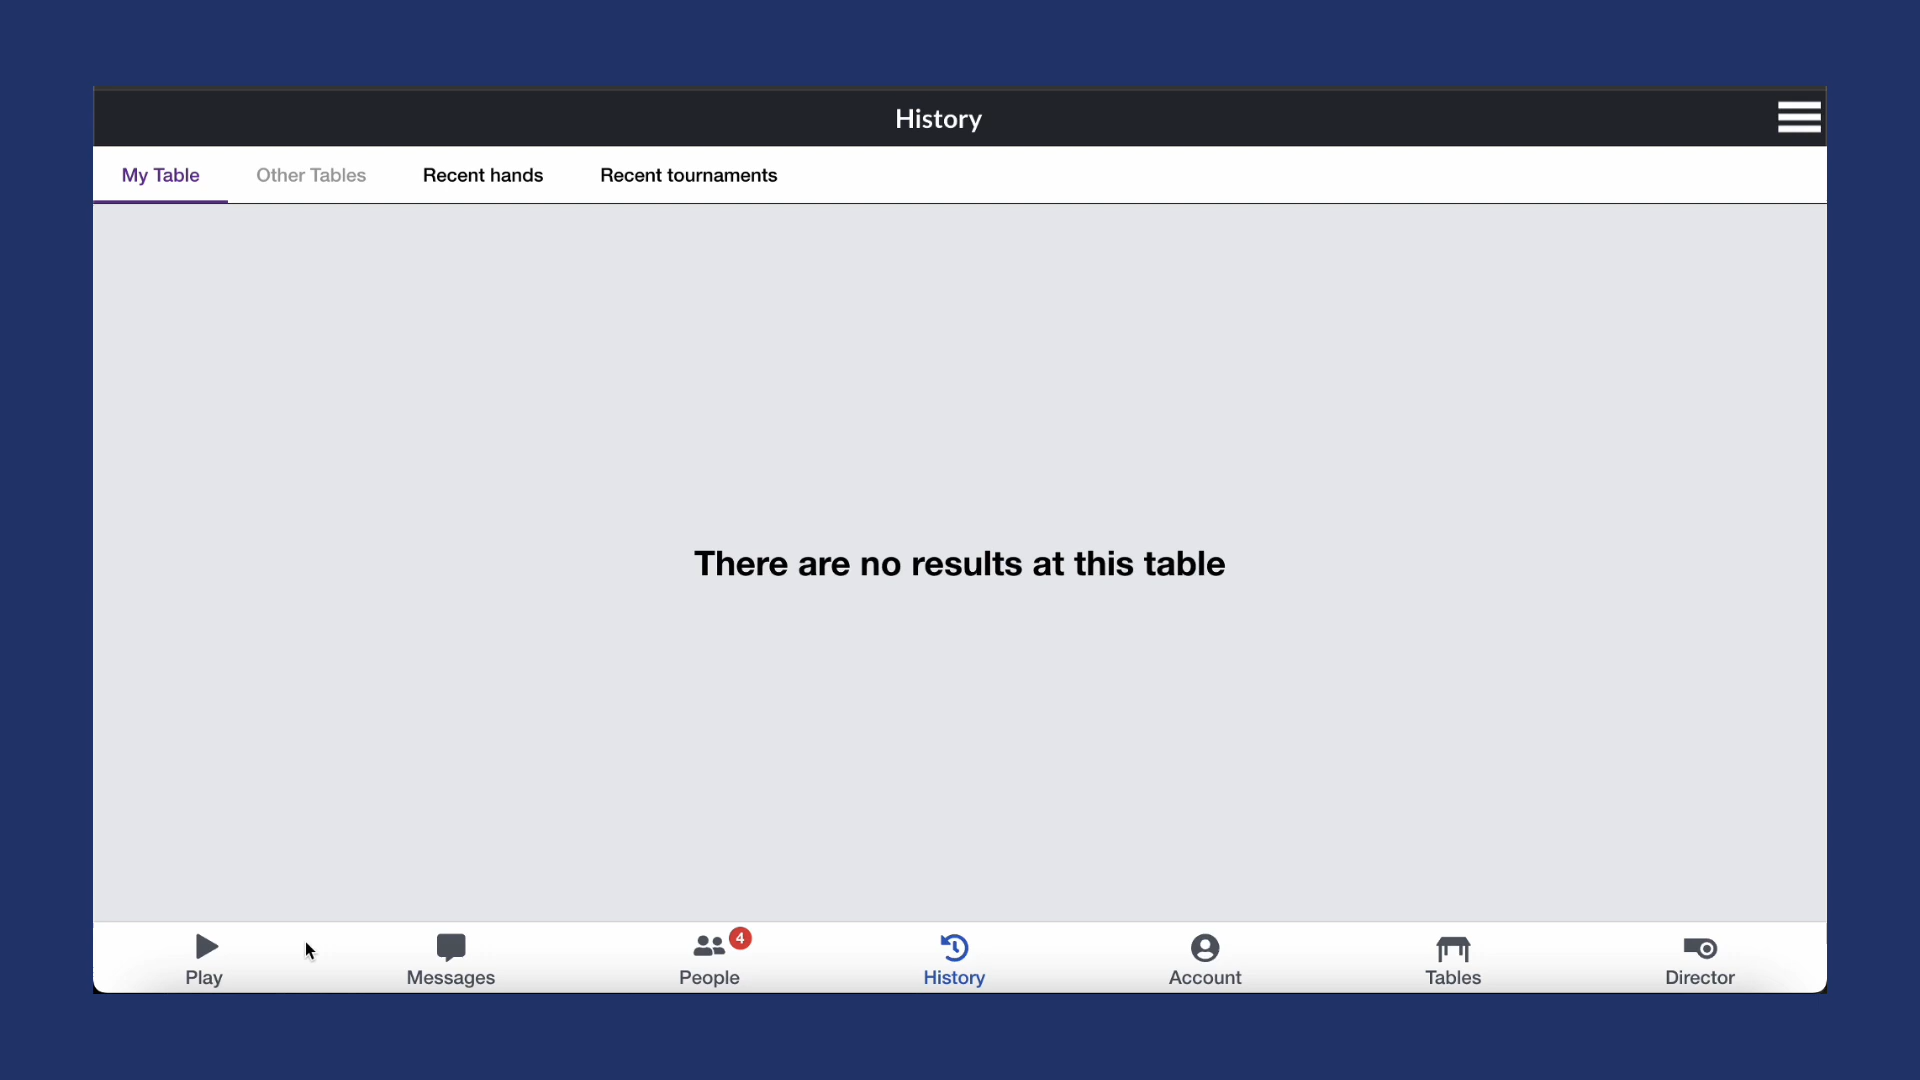 History
My Table Other Tables Recent hands Recent tournaments
There are no results at this table
4
Play Messages People History Account Tables Director